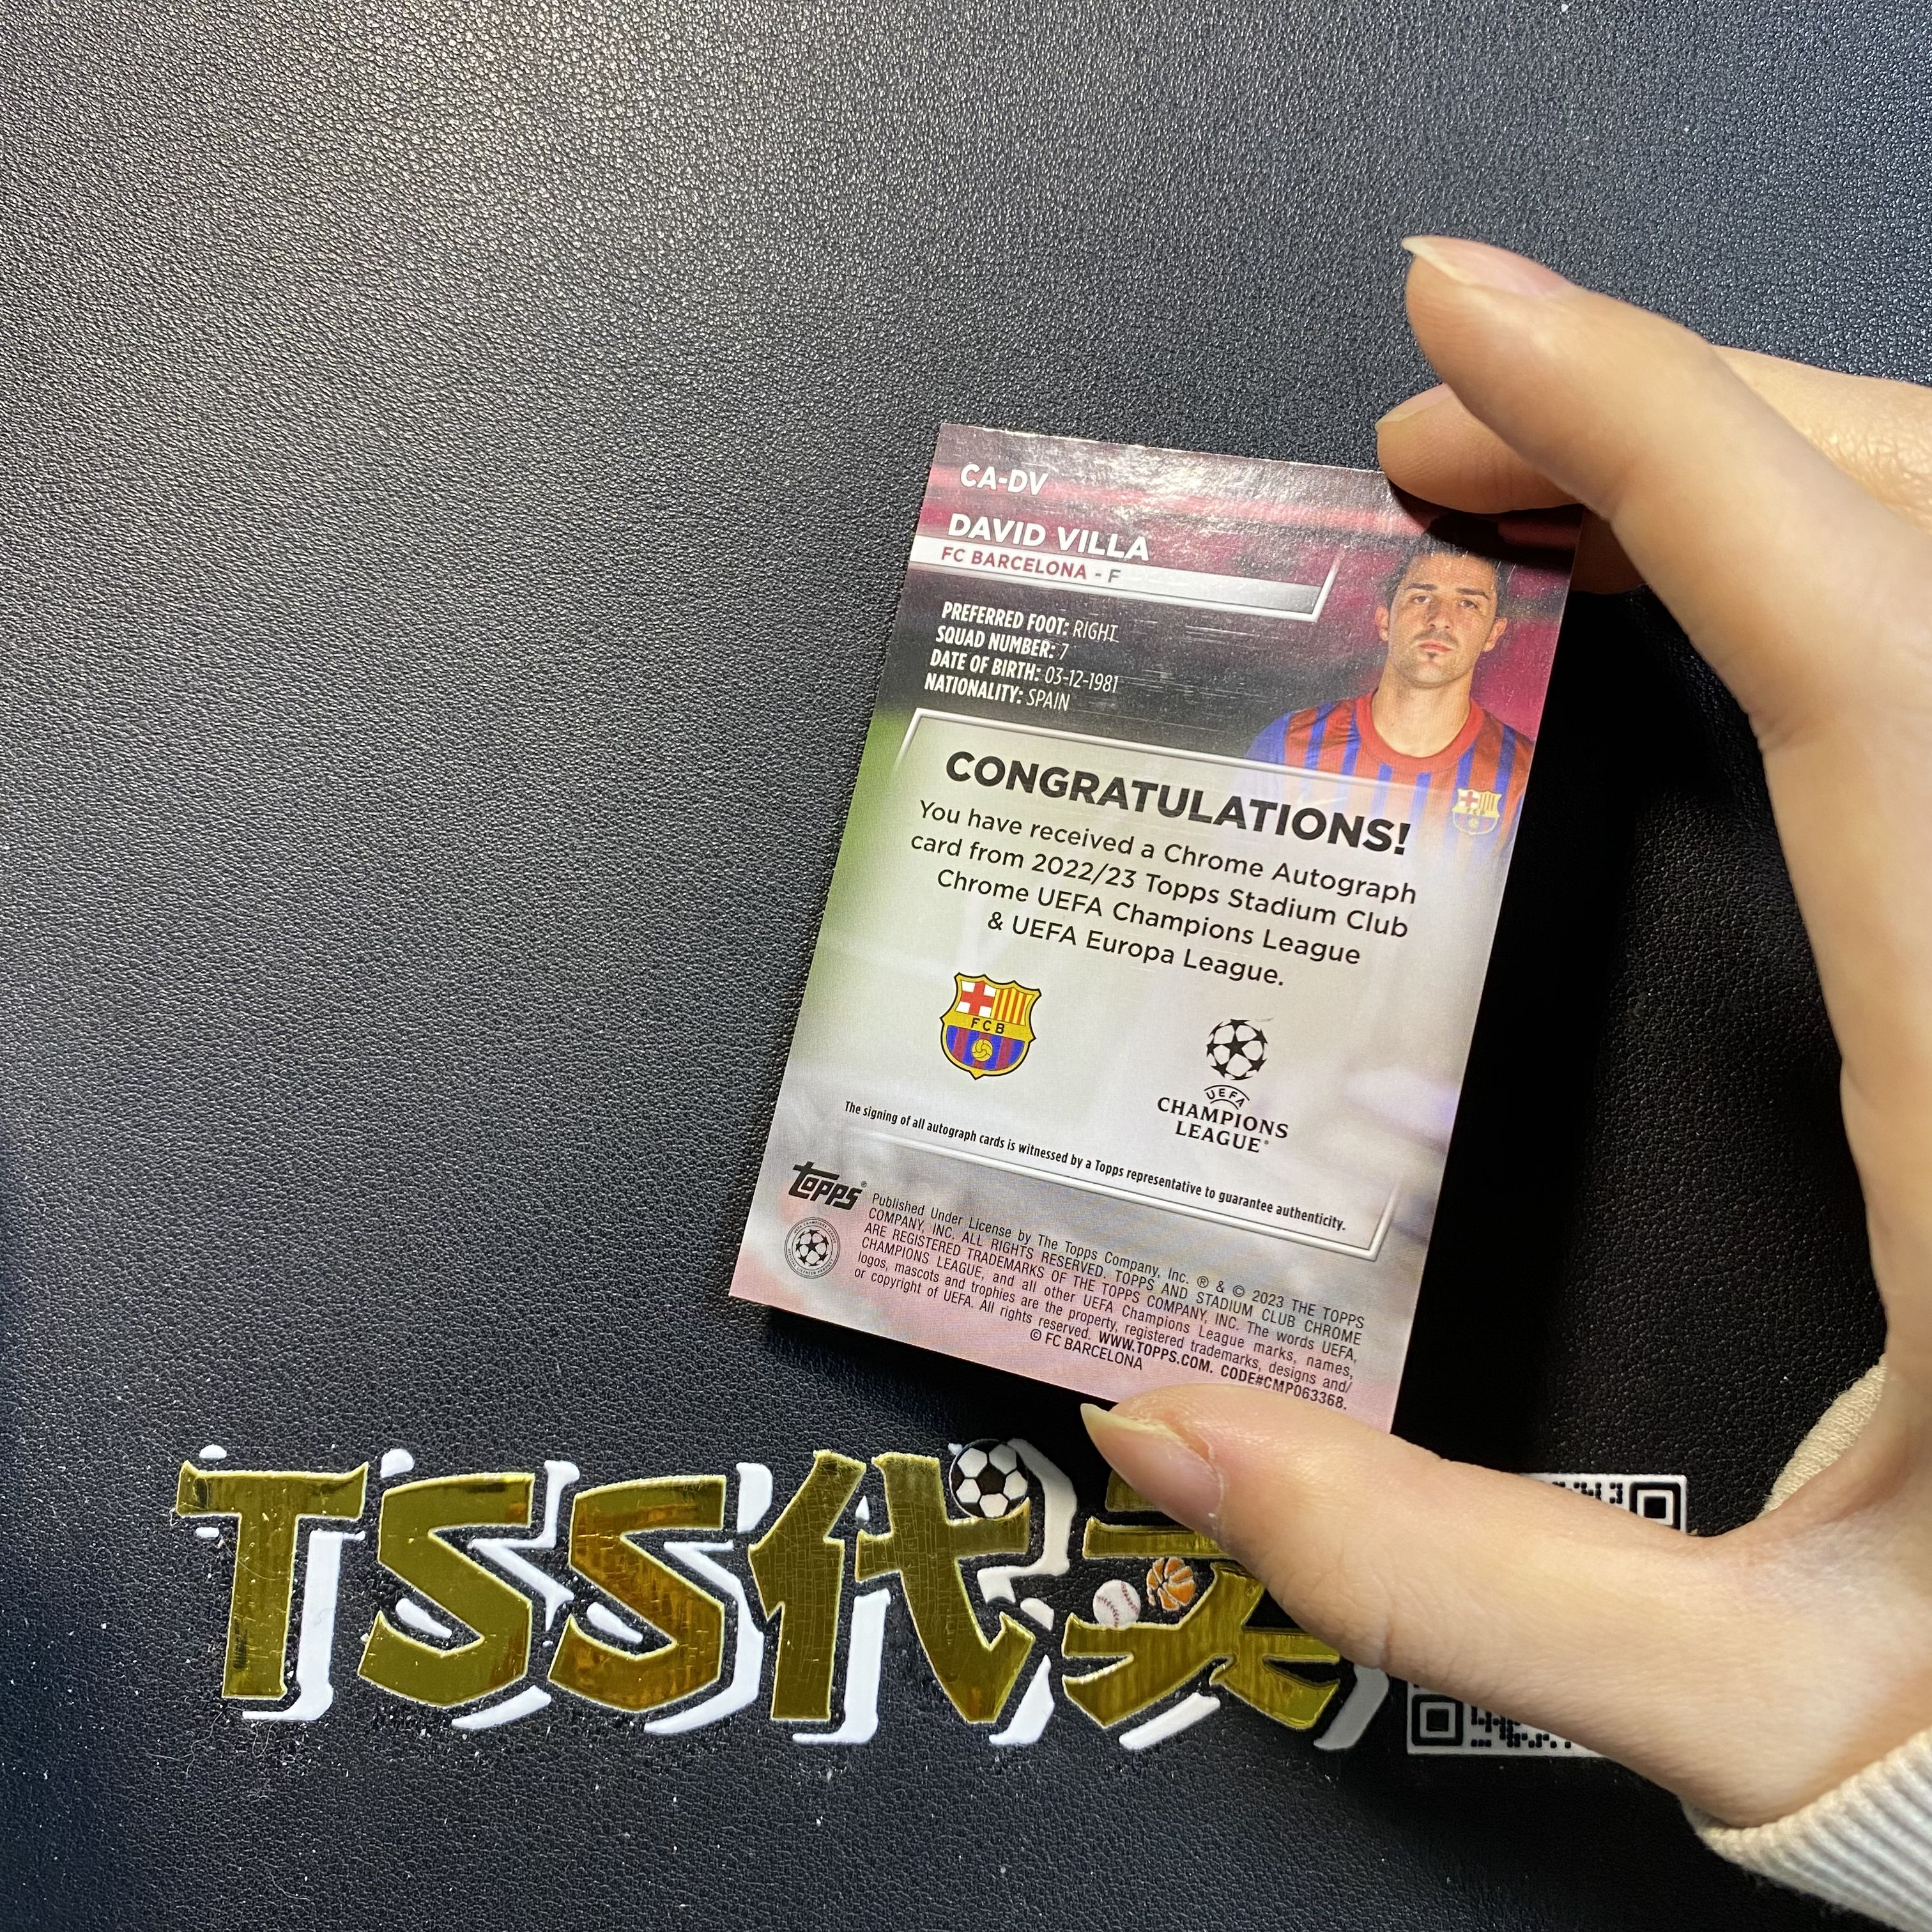 CA-DV
DAVID VILLA
FC BARCELONA - F
PREFERRED FOOT: RIGHT
SQUAD NUMBER: 7
DATE OF BIRTH: 03-12-1981
NATIONALITY: SPAIN
CONGRATULATIONS!
You have received a Chrome Autograph
card from 2022/23 Topps Stadium Club
Chrome UEFA Champions League
& UEFA Europa League.
FCB
UEFA
CHAMPIONS
LEAGUE®
The signing of all autograph cards is witnessed by a Topps representative to guarantee authenticity.
topps®
Published Under License by The Topps Company, Inc. ® & © 2023 THE TOPPS
COMPANY, INC. ALL RIGHTS RESERVED. TOPPS AND STADIUM CLUB CHROME
ARE REGISTERED TRADEMARKS OF THE TOPPS COMPANY, INC. The words UEFA,
CHAMPIONS LEAGUE, and all other UEFA Champions League marks, names,
logos, mascots and trophies are the property, registered trademarks, designs and/
or copyright of UEFA. All rights reserved. WWW.TOPPS.COM. CODE#CMP063368.
© FC BARCELONA
TSS代